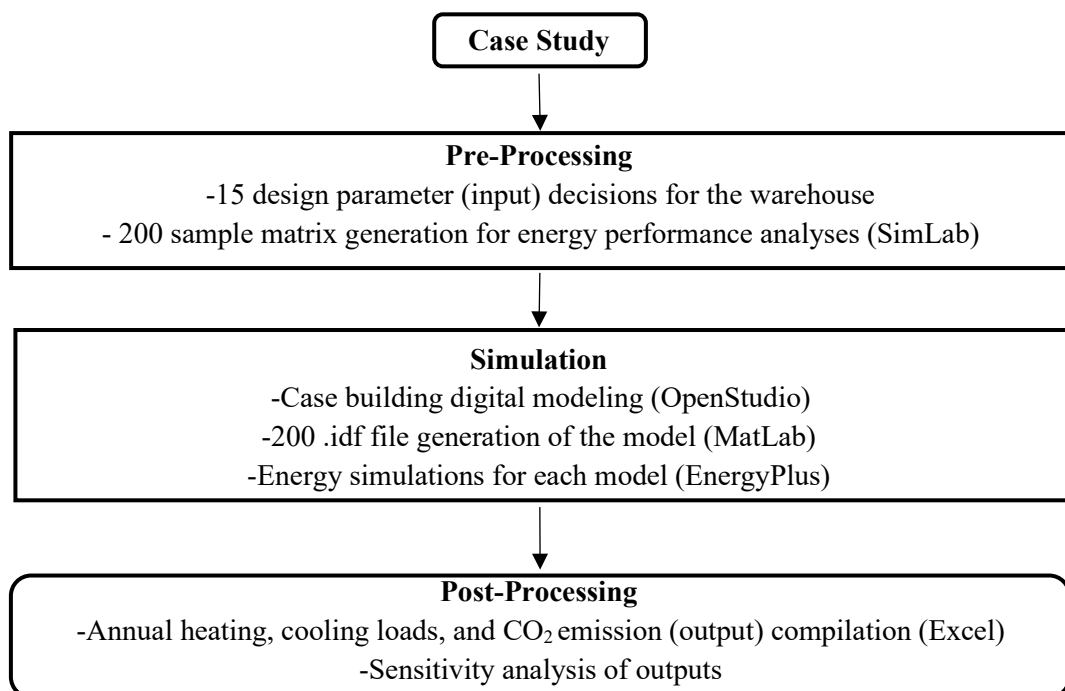 Case Study
Pre-Processing
-15 design parameter (input) decisions for the warehouse
- 200 sample matrix generation for energy performance analyses (SimLab)
Simulation
-Case building digital modeling (OpenStudio)
-200 .idf file generation of the model (MatLab)
-Energy simulations for each model (EnergyPlus)
Post-Processing
-Annual heating, cooling loads, and CO₂ emission (output) compilation (Excel)
-Sensitivity analysis of outputs